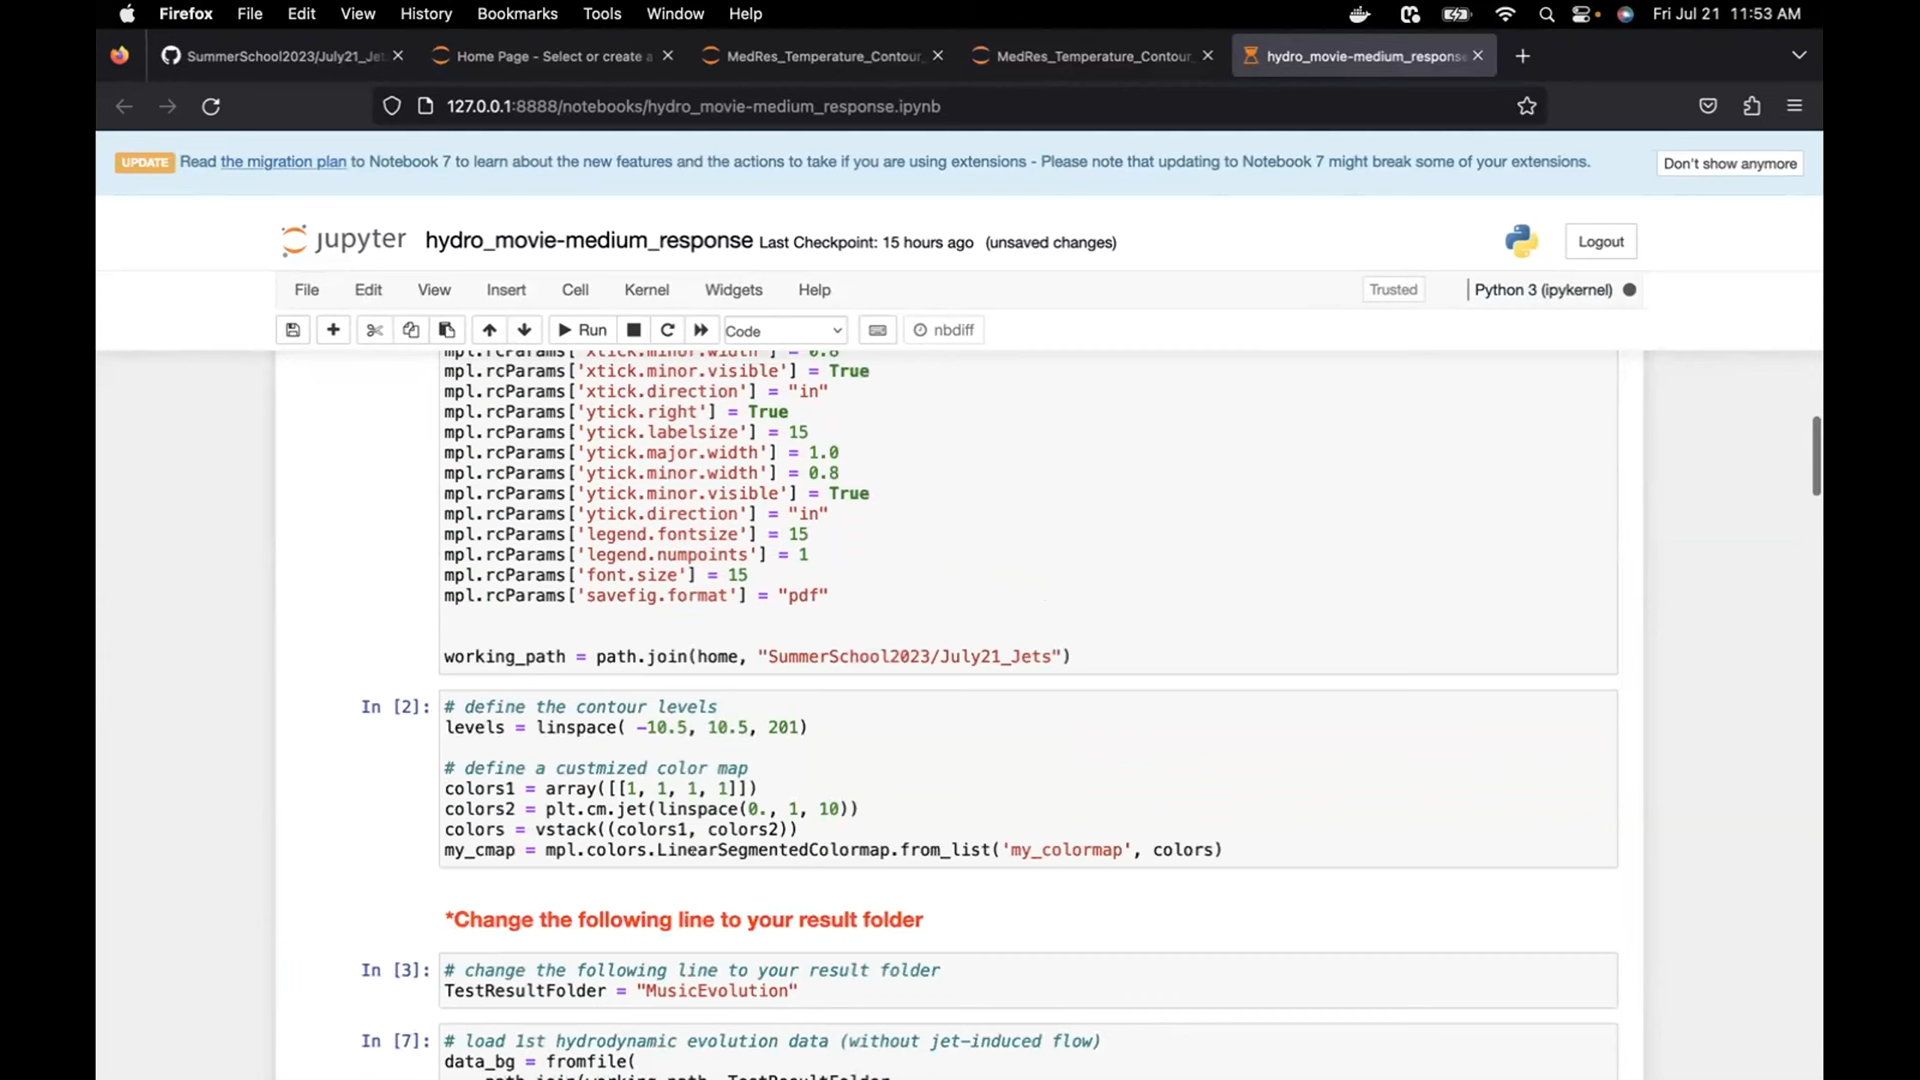 Firefox File Edit View History Bookmarks Tools Window Help Fri Jul 21 11:53 AM
SummerSchool2023/July21_Jet Home Page - Select or create a MedRes_Temperature_Contour MedRes_Temperature_Contour hydro_movie-medium_response
127.0.0.1:8888/notebooks/hydro_movie-medium_response.ipynb
UPDATE Read the migration plan to Notebook 7 to learn about the new features and the actions to take if you are using extensions - Please note that updating to Notebook 7 might break some of your extensions. Don't show anymore
jupyter hydro_movie-medium_response Last Checkpoint: 15 hours ago (unsaved changes) Logout
File Edit View Insert Cell Kernel Widgets Help Trusted Python 3 (ipykernel)
Run Code nbdiff
mpl.rcParams['xtick.minor.width'] = 0.8
mpl.rcParams['xtick.minor.visible'] = True
mpl.rcParams['xtick.direction'] = "in"
mpl.rcParams['ytick.right'] = True
mpl.rcParams['ytick.labelsize'] = 15
mpl.rcParams['ytick.major.width'] = 1.0
mpl.rcParams['ytick.minor.width'] = 0.8
mpl.rcParams['ytick.minor.visible'] = True
mpl.rcParams['ytick.direction'] = "in"
mpl.rcParams['legend.fontsize'] = 15
mpl.rcParams['legend.numpoints'] = 1
mpl.rcParams['font.size'] = 15
mpl.rcParams['savefig.format'] = "pdf"
working_path = path.join(home, "SummerSchool2023/July21_Jets")
In [2]: # define the contour levels
levels = linspace( -10.5, 10.5, 201)
# define a custmized color map
colors1 = array([[1, 1, 1, 1]])
colors2 = plt.cm.jet(linspace(0., 1, 10))
colors = vstack((colors1, colors2))
my_cmap = mpl.colors.LinearSegmentedColormap.from_list('my_colormap', colors)
*Change the following line to your result folder
In [3]: # change the following line to your result folder
TestResultFolder = "MusicEvolution"
In [7]: # load 1st hydrodynamic evolution data (without jet-induced flow)
data_bg = fromfile(
path.join(working_path, TestResultFolder,